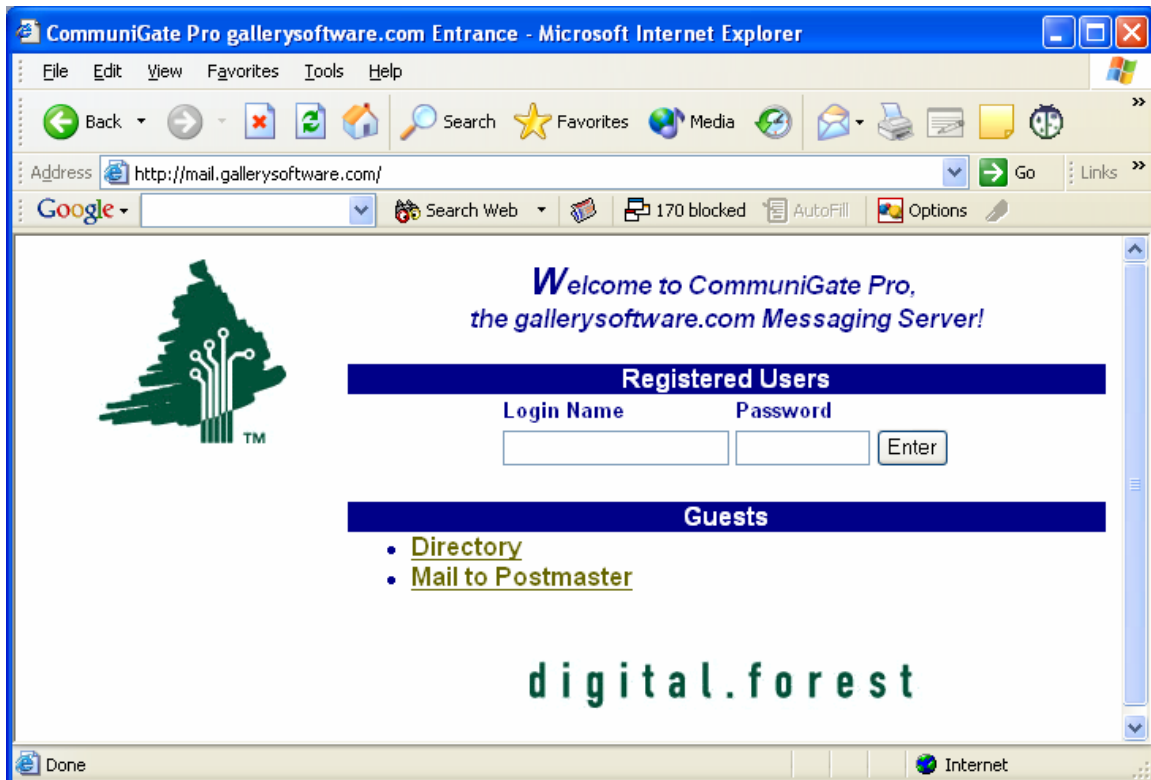 CommuniGate Pro gallerysoftware.com Entrance - Microsoft Internet Explorer
File Edit View Favorites Tools Help
Back Search Favorites Media »
Address http://mail.gallerysoftware.com/ Go Links »
Google Search Web 170 blocked AutoFill Options
Welcome to CommuniGate Pro,
the gallerysoftware.com Messaging Server!
Registered Users
Login Name Password
Enter
TM
Guests
• Directory
• Mail to Postmaster
digital.forest
Done Internet